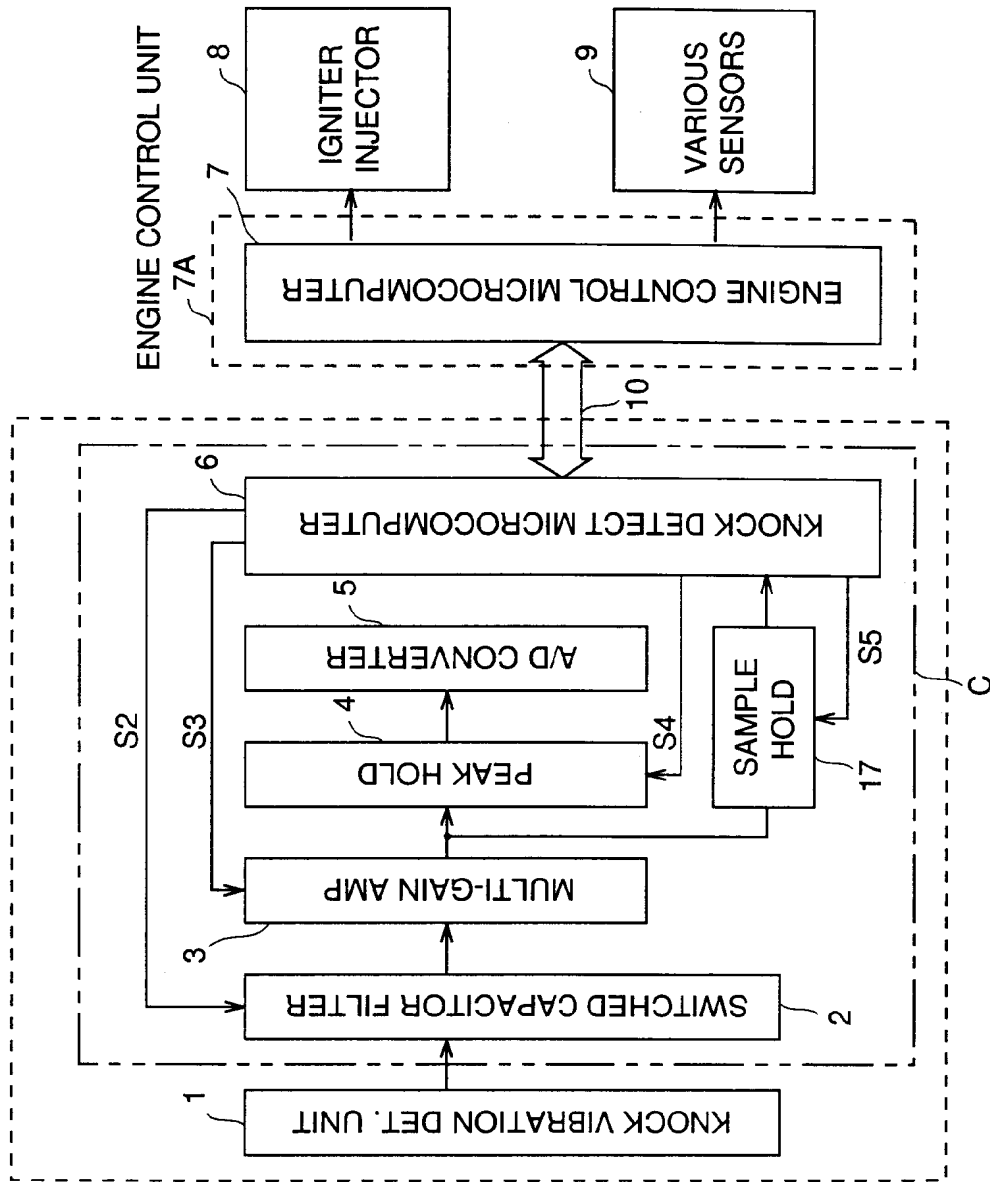 ENGINE CONTROL UNIT
7A
7
8
IGNITER
INJECTOR
9
VARIOUS
SENSORS
ENGINE CONTROL MICROCOMPUTER
10
6
KNOCK DETECT MICROCOMPUTER
S2
S3
5
A/D CONVERTER
4
PEAK HOLD
S4
SAMPLE
HOLD
S5
17
C
MULTI-GAIN AMP
3
SWITCHED CAPACITOR FILTER
2
1
KNOCK VIBRATION DET. UNIT